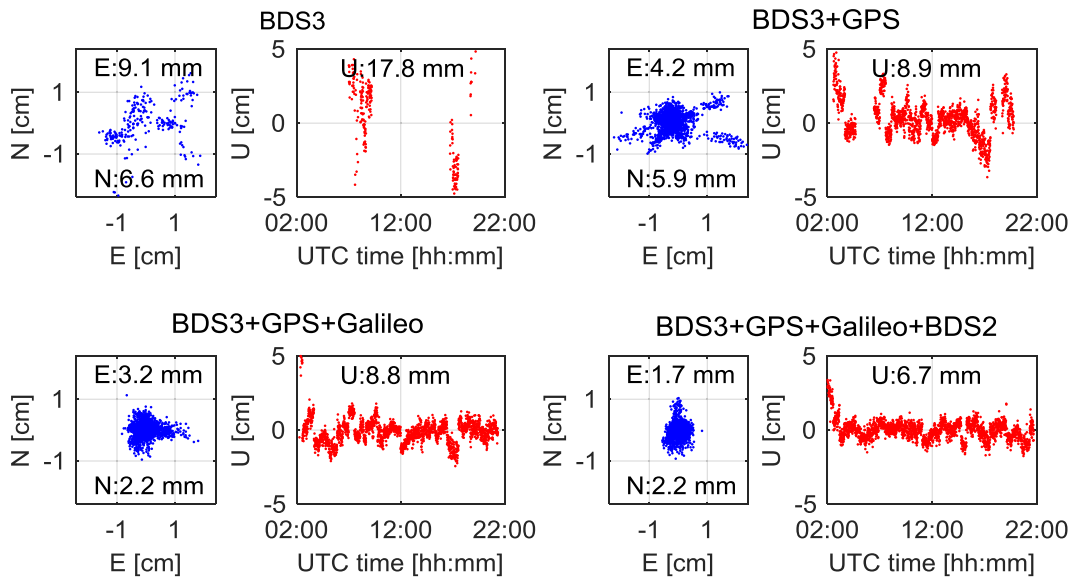 BDS3
E:9.1 mm
1
-1
N [cm]
N:6.6 mm
-1 1
E [cm]
U:17.8 mm
5
0
-5
U [cm]
02:00 12:00 22:00
UTC time [hh:mm]
BDS3+GPS
E:4.2 mm
1
-1
N [cm]
N:5.9 mm
-1 1
E [cm]
U:8.9 mm
5
0
-5
U [cm]
02:00 12:00 22:00
UTC time [hh:mm]
BDS3+GPS+Galileo
E:3.2 mm
1
-1
N [cm]
N:2.2 mm
-1 1
E [cm]
U:8.8 mm
5
0
-5
U [cm]
02:00 12:00 22:00
UTC time [hh:mm]
BDS3+GPS+Galileo+BDS2
E:1.7 mm
1
-1
N [cm]
N:2.2 mm
-1 1
E [cm]
U:6.7 mm
5
0
-5
U [cm]
02:00 12:00 22:00
UTC time [hh:mm]